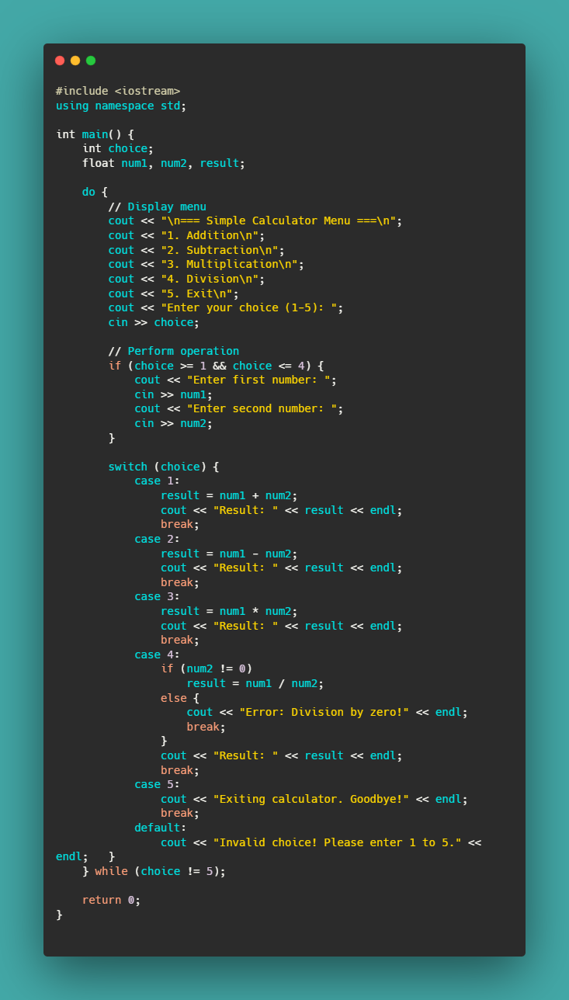 #include <iostream>
using namespace std;

int main() {
    int choice;
    float num1, num2, result;

    do {
        // Display menu
        cout << "\n=== Simple Calculator Menu ===\n";
        cout << "1. Addition\n";
        cout << "2. Subtraction\n";
        cout << "3. Multiplication\n";
        cout << "4. Division\n";
        cout << "5. Exit\n";
        cout << "Enter your choice (1-5): ";
        cin >> choice;

        // Perform operation
        if (choice >= 1 && choice <= 4) {
            cout << "Enter first number: ";
            cin >> num1;
            cout << "Enter second number: ";
            cin >> num2;
        }

        switch (choice) {
            case 1:
                result = num1 + num2;
                cout << "Result: " << result << endl;
                break;
            case 2:
                result = num1 - num2;
                cout << "Result: " << result << endl;
                break;
            case 3:
                result = num1 * num2;
                cout << "Result: " << result << endl;
                break;
            case 4:
                if (num2 != 0)
                    result = num1 / num2;
                else {
                    cout << "Error: Division by zero!" << endl;
                    break;
                }
                cout << "Result: " << result << endl;
                break;
            case 5:
                cout << "Exiting calculator. Goodbye!" << endl;
                break;
            default:
                cout << "Invalid choice! Please enter 1 to 5." <<
endl;   }
    } while (choice != 5);

    return 0;
}